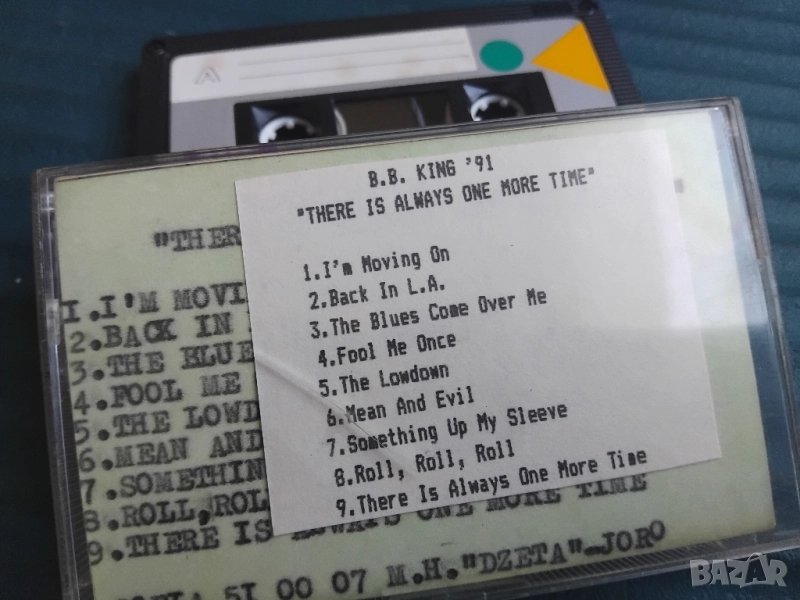 A
B.B. KING '91
"THERE IS ALWAYS ONE MORE TIME"
1.I'm Moving On
2.Back In L.A.
3.The Blues Come Over Me
4.Fool Me Once
5.The Lowdown
6.Mean And Evil
7.Something Up My Sleeve
8.Roll, Roll, Roll
9.There Is Always One More Time
"THER
I.I'M MOVI
2.BACK IN
3.THE BLUE
4.FOOL ME
5.THE LOWD
6.MEAN AND
7.SOMETHIN
8.ROLL,ROL
9.THERE IS ALWAYS ONE MORE TIME
5I 00 07 M.H."DZETA"-JORO
BAZAR